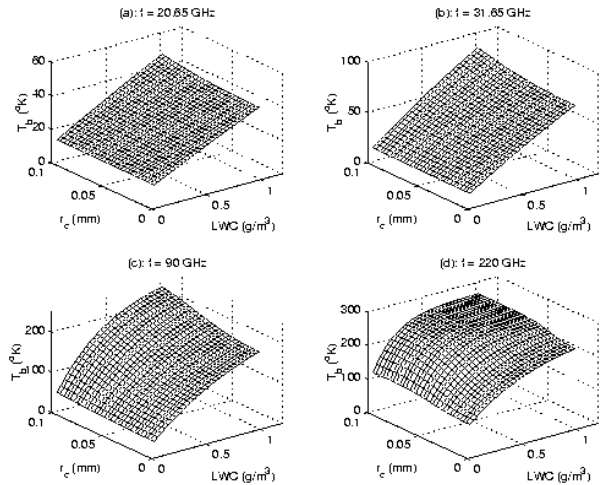 (a): f = 20.65 GHz
60
40
20
0
T_b (°K)
0.1
0.05
0
r_c (mm)
0
0.5
1
LWC (g/m³)
(b): f = 31.65 GHz
100
50
0
T_b (°K)
0.1
0.05
0
r_c (mm)
0
0.5
1
LWC (g/m³)
(c): f = 90 GHz
200
100
0
T_b (°K)
0.1
0.05
0
r_c (mm)
0
0.5
1
LWC (g/m³)
(d): f = 220 GHz
300
200
100
0
T_b (°K)
0.1
0.05
0
r_c (mm)
0
0.5
1
LWC (g/m³)